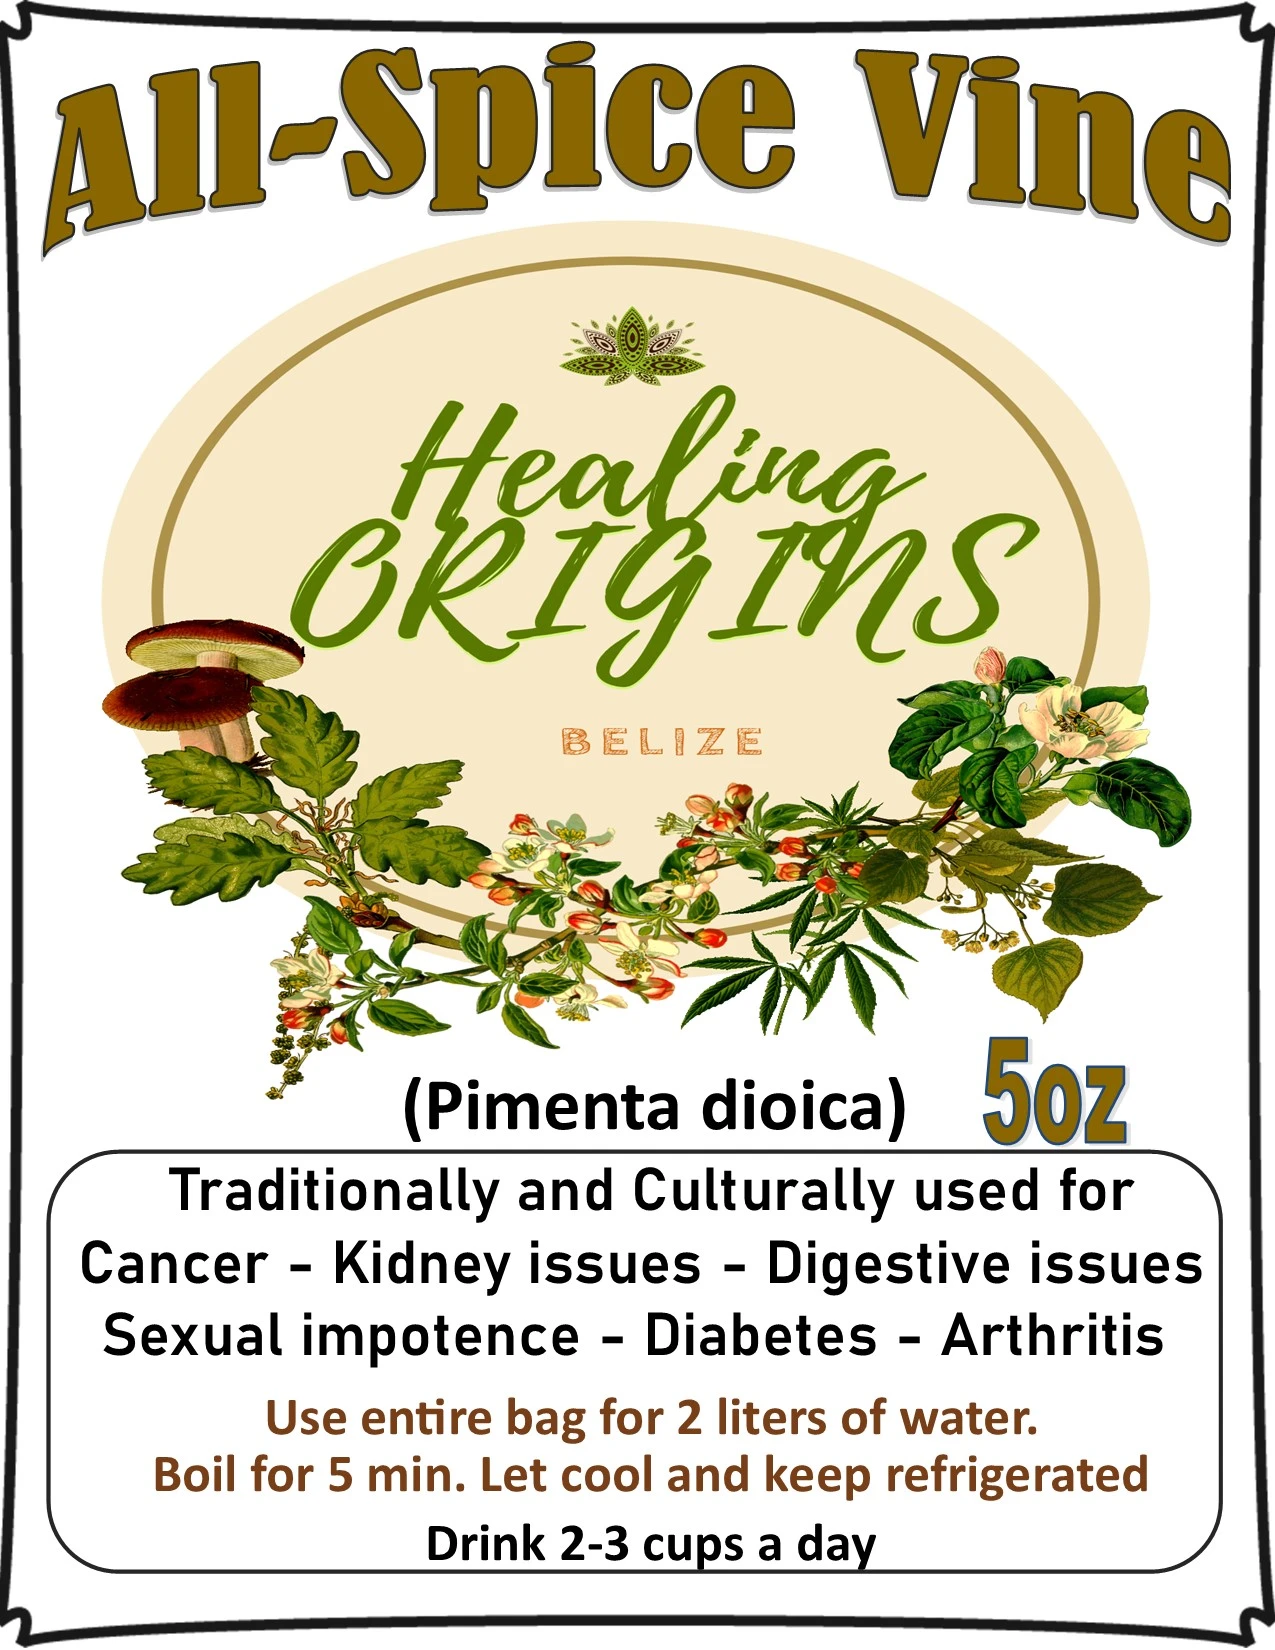 All-Spice Vine
Healing
ORIGINS
BELIZE
(Pimenta dioica)
5oz
Traditionally and Culturally used for
Cancer - Kidney issues - Digestive issues
Sexual impotence - Diabetes - Arthritis
Use entire bag for 2 liters of water.
Boil for 5 min. Let cool and keep refrigerated
Drink 2-3 cups a day